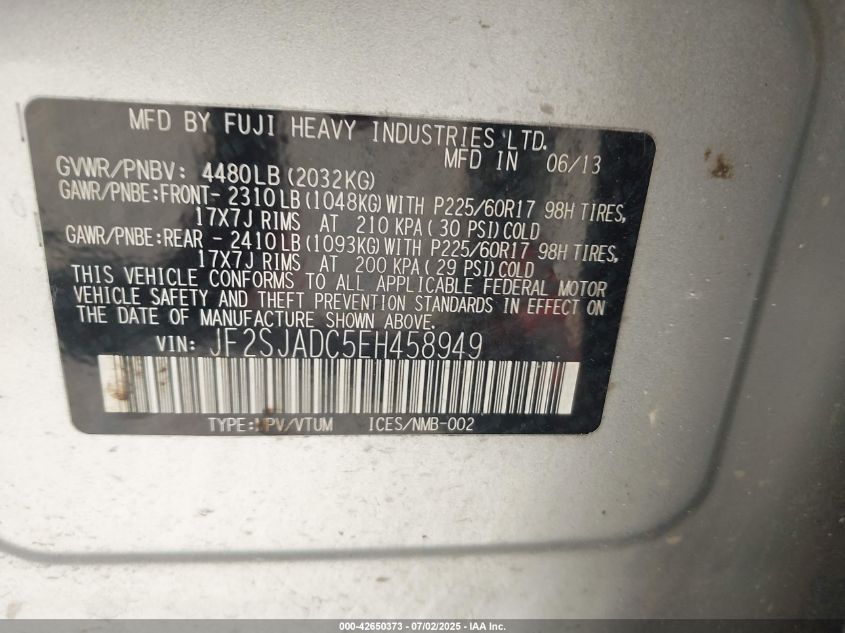 MFD BY FUJI HEAVY INDUSTRIES LTD.
MFD IN 06/13
GVWR/PNBV: 4480LB(2032KG)
GAWR/PNBE:FRONT- 2310LB(1048KG)WITH P225/60R17 98H TIRES,
17X7J RIMS AT 210 KPA(30 PSI)COLD
GAWR/PNBE:REAR - 2410LB(1093KG)WITH P225/60R17 98H TIRES,
17X7J RIMS AT 200 KPA(29 PSI)COLD
THIS VEHICLE CONFORMS TO ALL APPLICABLE FEDERAL MOTOR
VEHICLE SAFETY AND THEFT PREVENTION STANDARDS IN EFFECT ON
THE DATE OF MANUFACTURE SHOWN ABOVE.
VIN: JF2SJADC5EH458949
TYPE:MPV/VTUM ICES/NMB-002
000-42650373 - 07/02/2025 - IAA Inc.